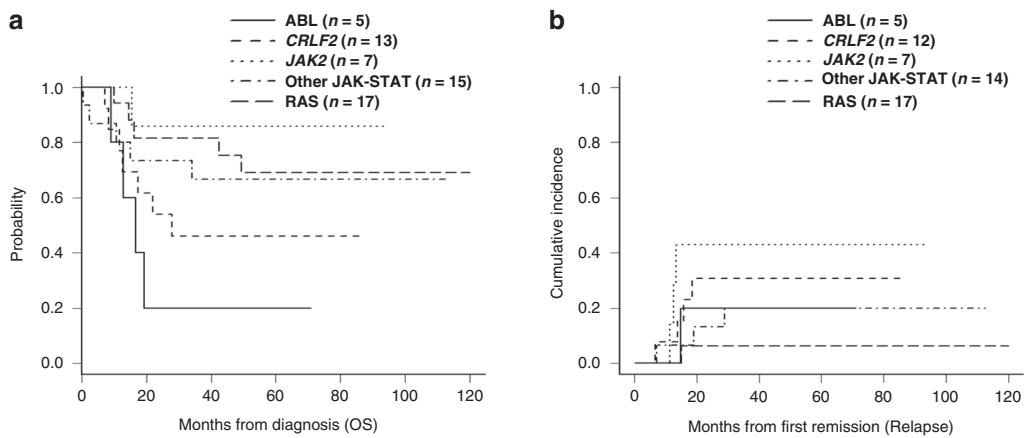 a
ABL (n = 5)
CRLF2 (n = 13)
JAK2 (n = 7)
Other JAK-STAT (n = 15)
RAS (n = 17)
1.0
0.8
0.6
0.4
0.2
0.0
Probability
0 20 40 60 80 100 120
Months from diagnosis (OS)
b
ABL (n = 5)
CRLF2 (n = 12)
JAK2 (n = 7)
Other JAK-STAT (n = 14)
RAS (n = 17)
1.0
0.8
0.6
0.4
0.2
0.0
Cumulative incidence
0 20 40 60 80 100 120
Months from first remission (Relapse)